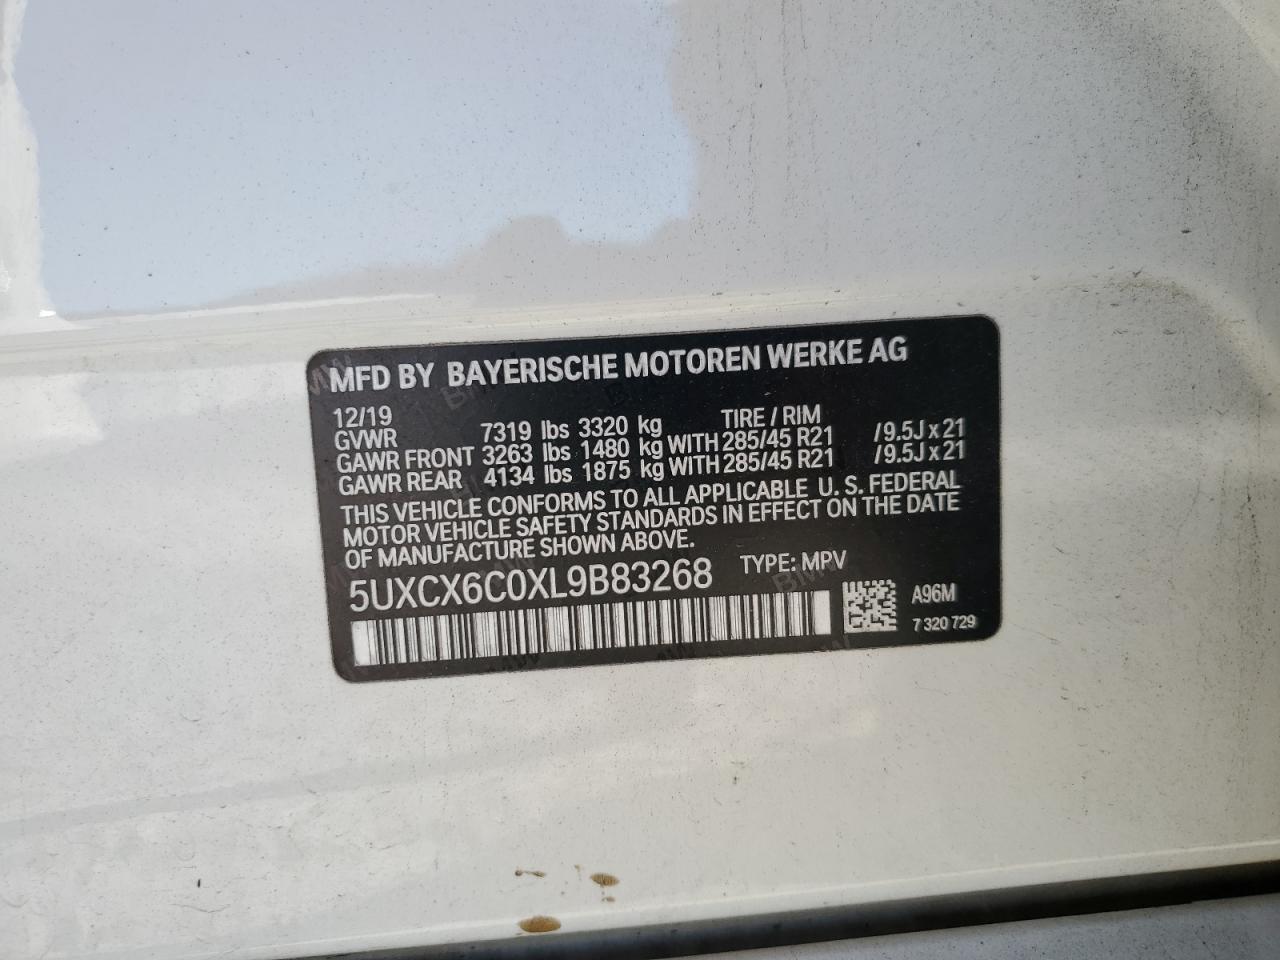 MFD BY BAYERISCHE MOTOREN WERKE AG
12/19 TIRE / RIM
GVWR 7319 lbs 3320 kg
GAWR FRONT 3263 lbs 1480 kg WITH 285/45 R21 /9.5J x 21
GAWR REAR 4134 lbs 1875 kg WITH 285/45 R21 /9.5J x 21
THIS VEHICLE CONFORMS TO ALL APPLICABLE U. S. FEDERAL
MOTOR VEHICLE SAFETY STANDARDS IN EFFECT ON THE DATE
OF MANUFACTURE SHOWN ABOVE.
5UXCX6C0XL9B83268 TYPE: MPV
A96M
7 320 729